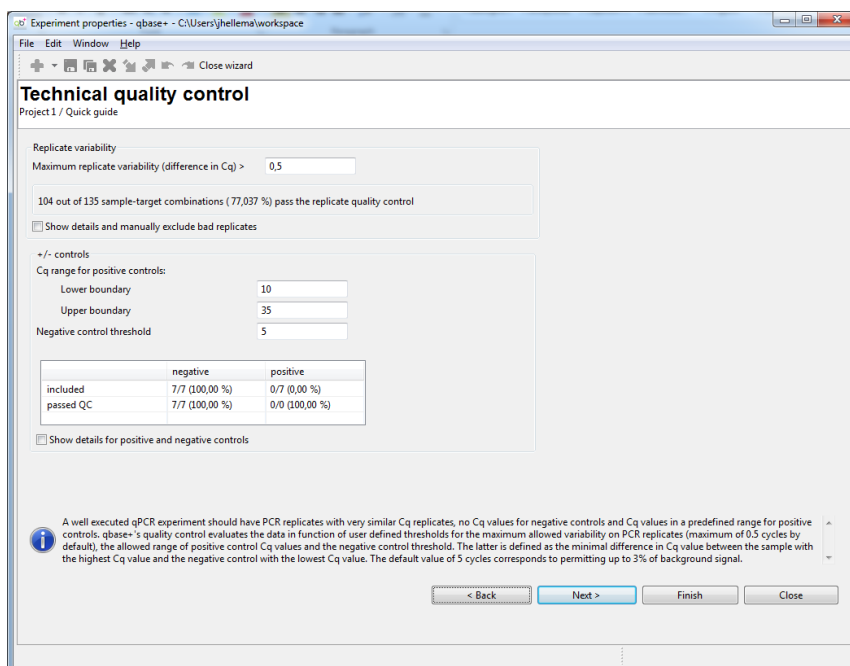 Experiment properties - qbase+ - C:\Users\jhellema\workspace
File Edit Window Help
Close wizard
Technical quality control
Project 1 / Quick guide
Replicate variability
Maximum replicate variability (difference in Cq) > 0,5
104 out of 135 sample-target combinations ( 77,037 %) pass the replicate quality control
Show details and manually exclude bad replicates
+/- controls
Cq range for positive controls:
Lower boundary 10
Upper boundary 35
Negative control threshold 5
negative positive
included 7/7 (100,00 %) 0/7 (0,00 %)
passed QC 7/7 (100,00 %) 0/0 (100,00 %)
Show details for positive and negative controls
A well executed qPCR experiment should have PCR replicates with very similar Cq replicates, no Cq values for negative controls and Cq values in a predefined range for positive
controls. qbase+'s quality control evaluates the data in function of user defined thresholds for the maximum allowed variability on PCR replicates (maximum of 0.5 cycles by
default), the allowed range of positive control Cq values and the negative control threshold. The latter is defined as the minimal difference in Cq value between the sample with
the highest Cq value and the negative control with the lowest Cq value. The default value of 5 cycles corresponds to permitting up to 3% of background signal.
< Back Next > Finish Close